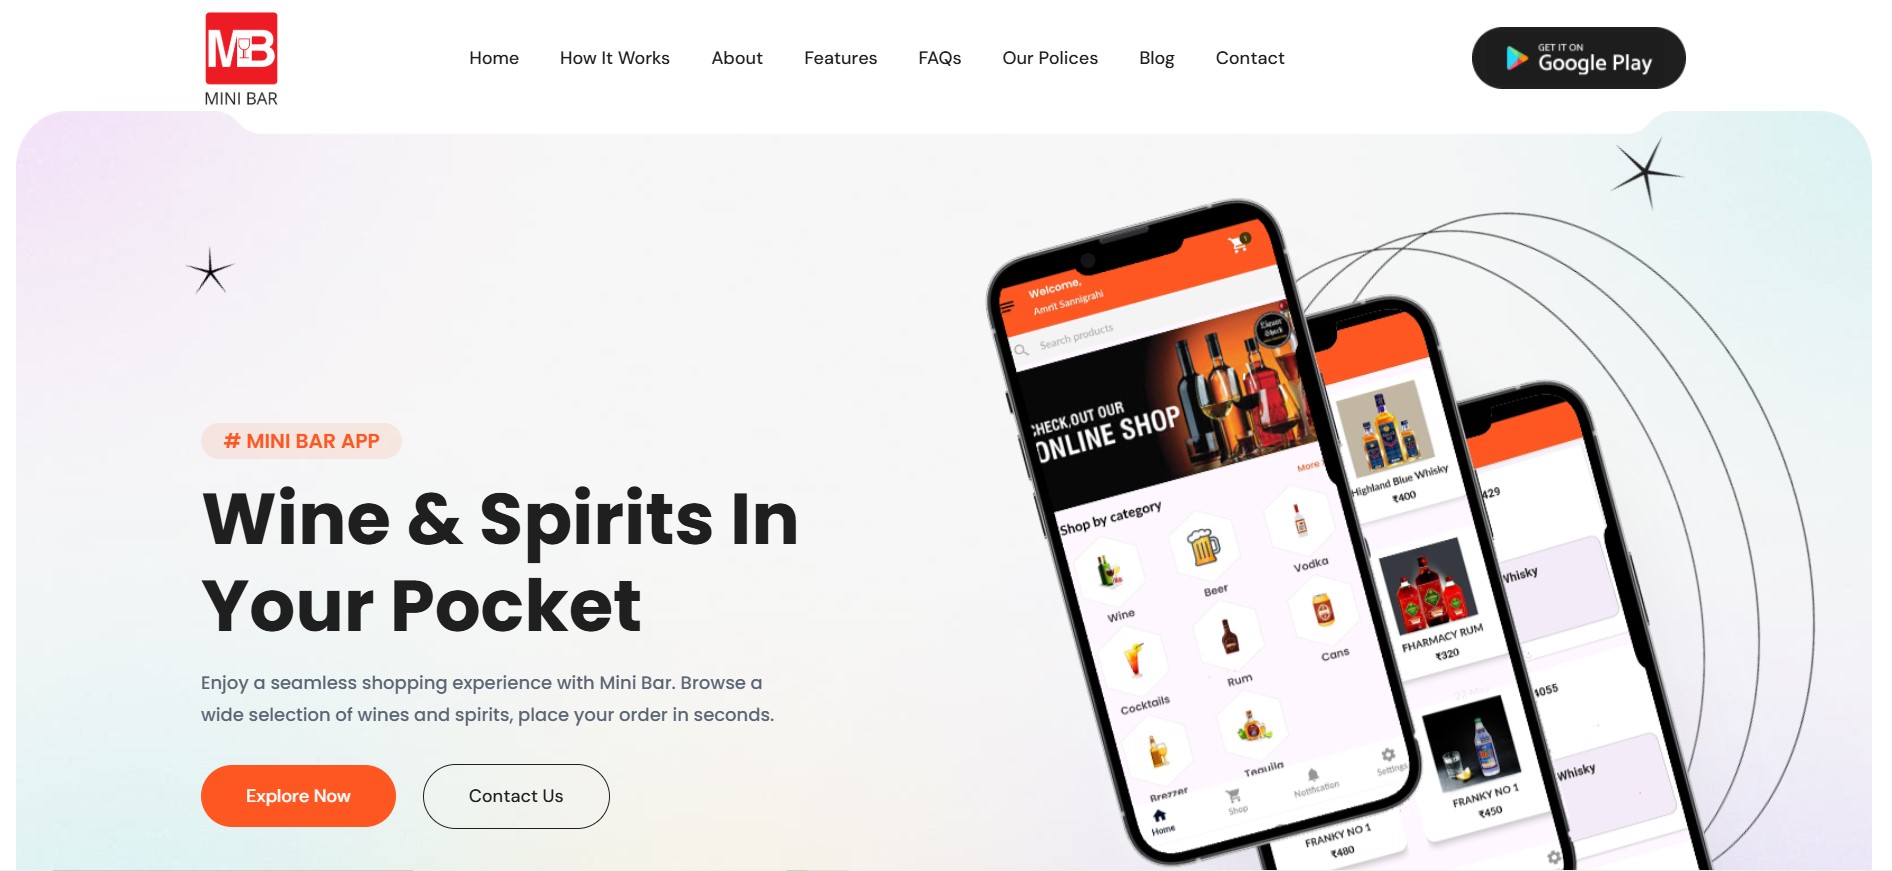 MB
MINI BAR
Home
How It Works
About
Features
FAQs
Our Polices
Blog
Contact
GET IT ON
Google Play
# MINI BAR APP
Wine & Spirits In
Your Pocket
Enjoy a seamless shopping experience with Mini Bar. Browse a
wide selection of wines and spirits, place your order in seconds.
Explore Now
Contact Us
Welcome,
Amrit Sannigrahi
Search products
CHECK OUT OUR
ONLINE SHOP
More
Shop by category
Wine
Beer
Vodka
Cocktails
Rum
Cans
Brezzer
Tequila
Home
Shop
Notification
Settings
Highland Blue Whisky
₹400
FHARMACY RUM
₹320
FRANKY NO 1
₹450
FRANKY NO 1
₹480
429
Whisky
4055
Whisky